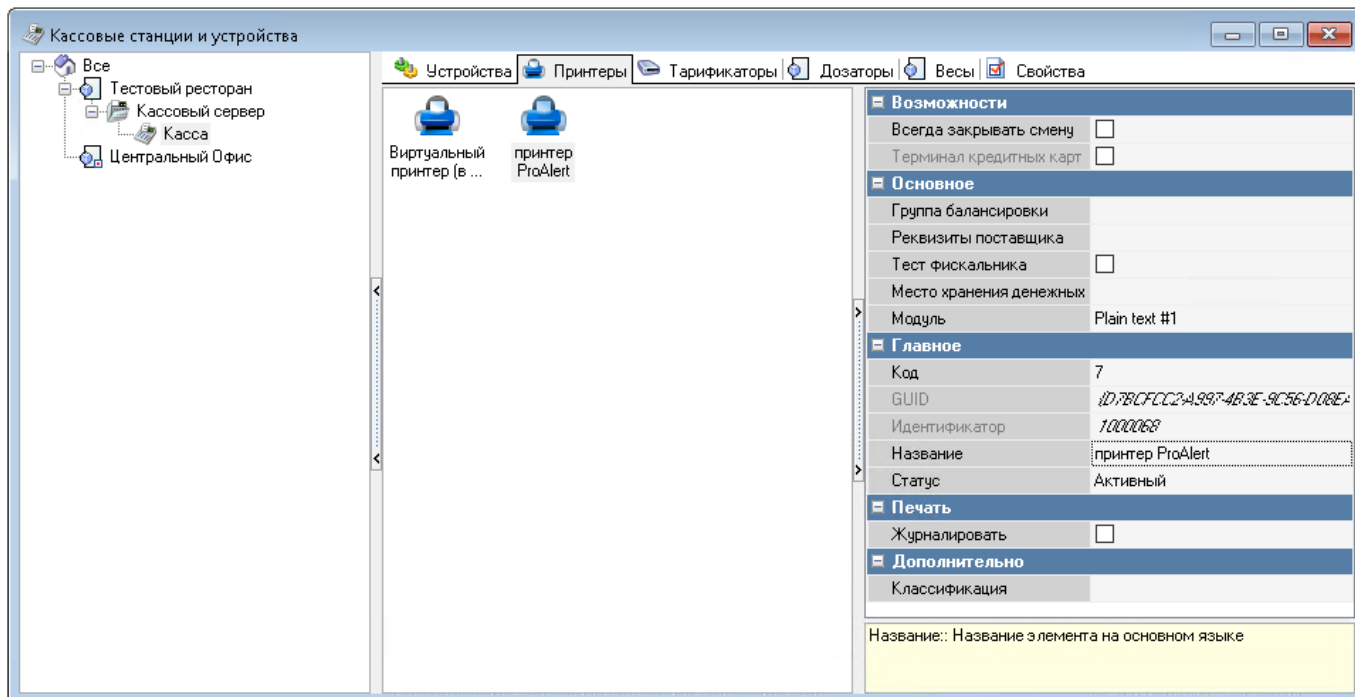 Кассовые станции и устройства
Все
Тестовый ресторан
Кассовый сервер
Касса
Центральный Офис
Устройства Принтеры Тарификаторы Дозаторы Весы Свойства
Виртуальный принтер (в ...
принтер ProAlert
Возможности
Всегда закрывать смену
Терминал кредитных карт
Основное
Группа балансировки
Реквизиты поставщика
Тест фискальника
Место хранения денежных
Модуль Plain text #1
Главное
Код 7
GUID {D7BCFCC2-A997-4B3E-9C56-D08EA
Идентификатор 1000068
Название принтер ProAlert
Статус Активный
Печать
Журналировать
Дополнительно
Классификация
Название:: Название элемента на основном языке